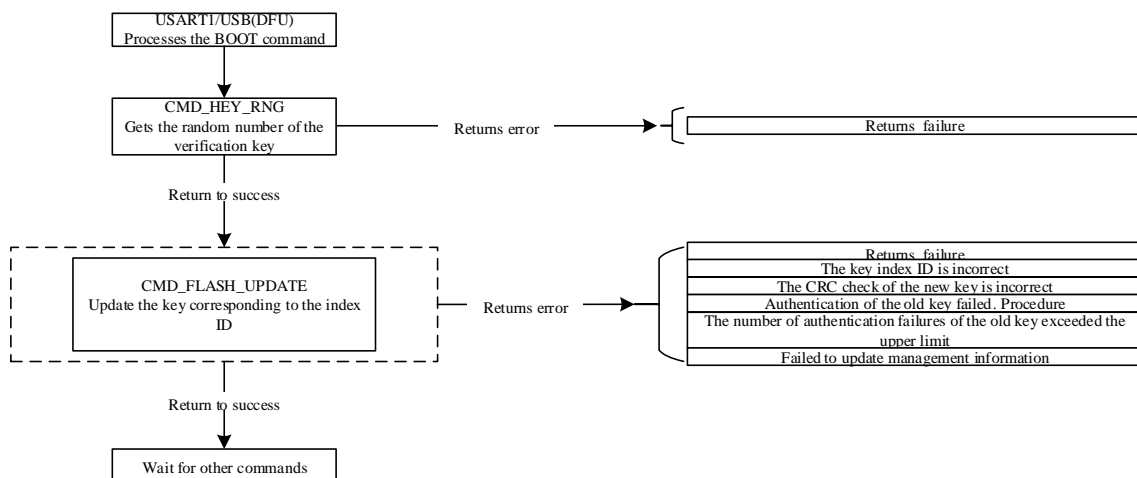 USART1/USB(DFU)
Processes the BOOT command
CMD_HEY_RNG
Gets the random number of the
verification key
Returns error
Returns failure
Return to success
CMD_FLASH_UPDATE
Update the key corresponding to the index
ID
Returns error
Returns failure
The key index ID is incorrect
The CRC check of the new key is incorrect
Authentication of the old key failed. Procedure
The number of authentication failures of the old key exceeded the
upper limit
Failed to update management information
Return to success
Wait for other commands